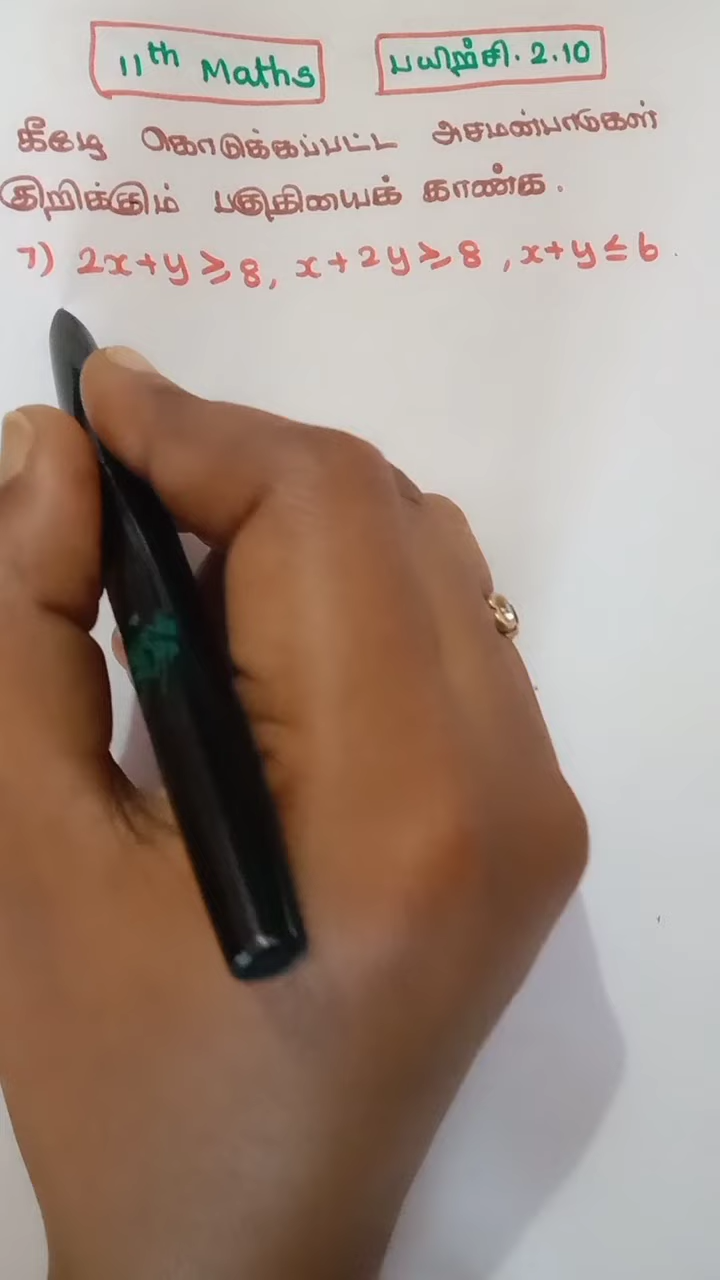 11th Maths பயிற்சி. 2.10
கீழே கொடுக்கப்பட்ட அசமன்பாடுகள்
குறிக்கும் பகுதியைக் காண்க.
7) 2x+y ≥ 8, x+2y ≥ 8, x+y ≤ 6.